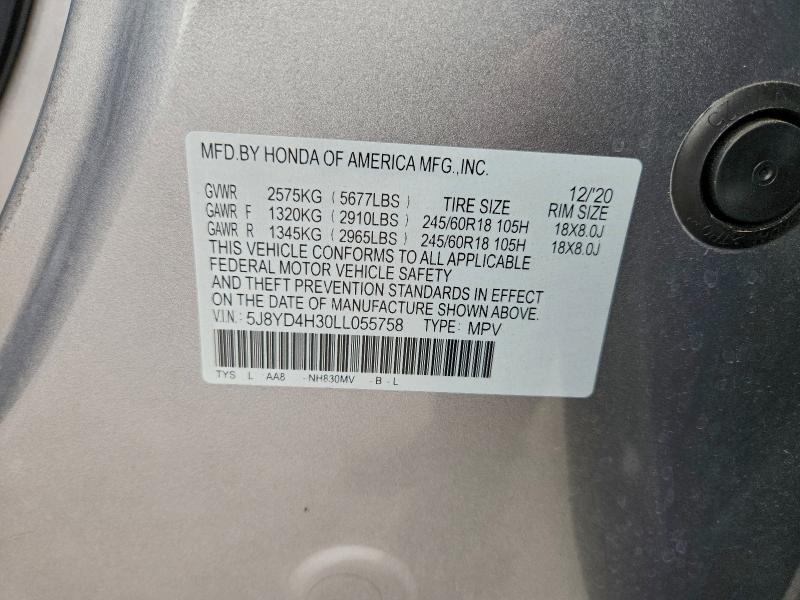 MFD.BY HONDA OF AMERICA MFG.,INC.
12/'20
GVWR 2575KG (5677LBS) TIRE SIZE RIM SIZE
GAWR F 1320KG (2910LBS) 245/60R18 105H 18X8.0J
GAWR R 1345KG (2965LBS) 245/60R18 105H 18X8.0J
THIS VEHICLE CONFORMS TO ALL APPLICABLE
FEDERAL MOTOR VEHICLE SAFETY
AND THEFT PREVENTION STANDARDS IN EFFECT
ON THE DATE OF MANUFACTURE SHOWN ABOVE.
V.I.N.: 5J8YD4H30LL055758 TYPE: MPV
TYS L AA8 -NH830MV -B-L